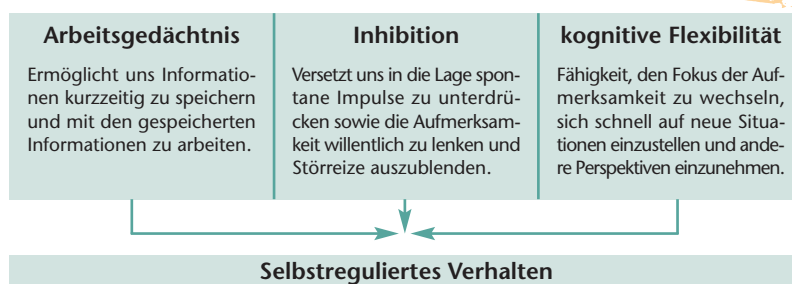 Arbeitsgedächtnis
Ermöglicht uns Informatio-
nen kurzzeitig zu speichern
und mit den gespeicherten
Informationen zu arbeiten.
Inhibition
Versetzt uns in die Lage spon-
tane Impulse zu unterdrü-
cken sowie die Aufmerksam-
keit willentlich zu lenken und
Störreize auszublenden.
kognitive Flexibilität
Fähigkeit, den Fokus der Auf-
merksamkeit zu wechseln,
sich schnell auf neue Situa-
tionen einzustellen und ande-
re Perspektiven einzunehmen.
Selbstreguliertes Verhalten